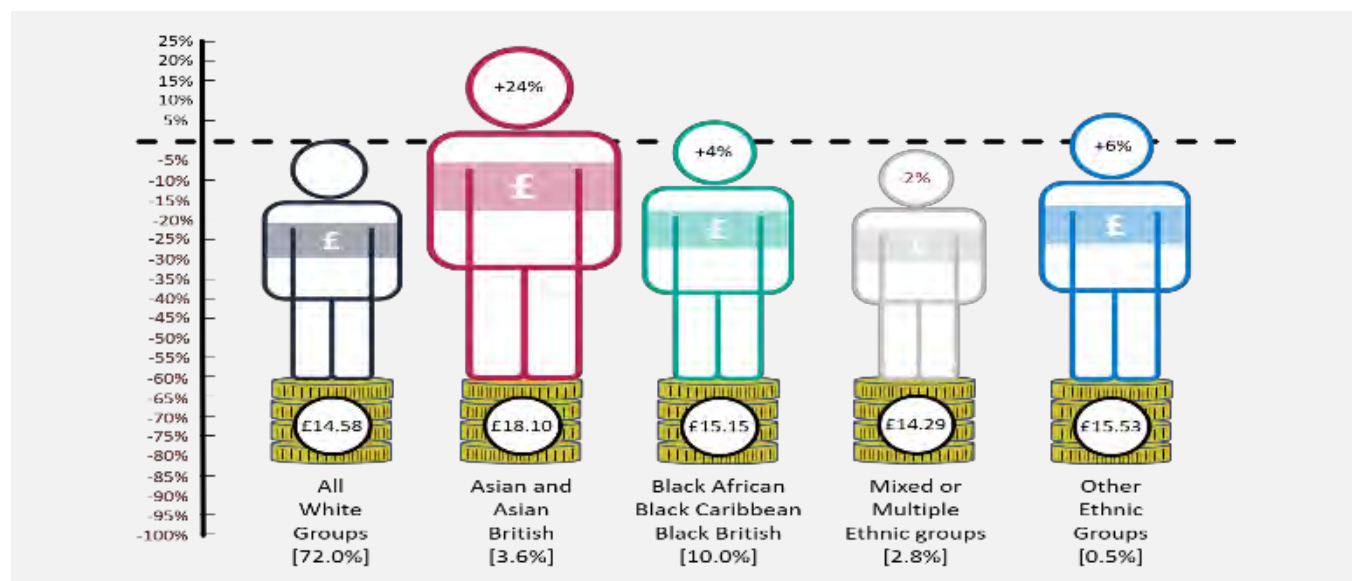 25%
20%
15%
10%
5%
-5%
-10%
-15%
-20%
-25%
-30%
-35%
-40%
-45%
-50%
-55%
-60%
-65%
-70%
-75%
-80%
-85%
-90%
-95%
-100%
+24%
+4%
-2%
+6%
£ £ £ £ £
£14.58 £18.10 £15.15 £14.29 £15.53
All
White
Groups
[72.0%]
Asian and
Asian
British
[3.6%]
Black African
Black Caribbean
Black British
[10.0%]
Mixed or
Multiple
Ethnic groups
[2.8%]
Other
Ethnic
Groups
[0.5%]